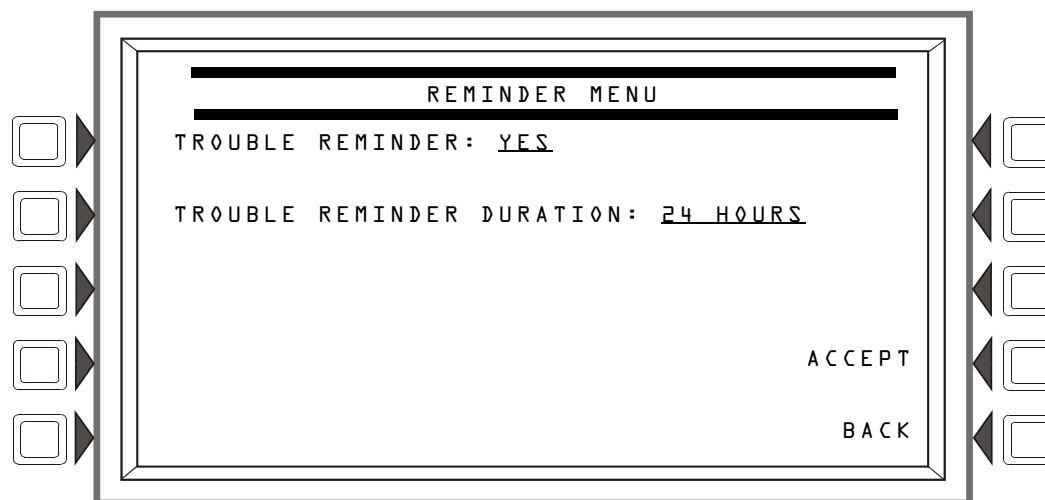 REMINDER MENU
TROUBLE REMINDER: YES
TROUBLE REMINDER DURATION: 24 HOURS
ACCEPT
BACK